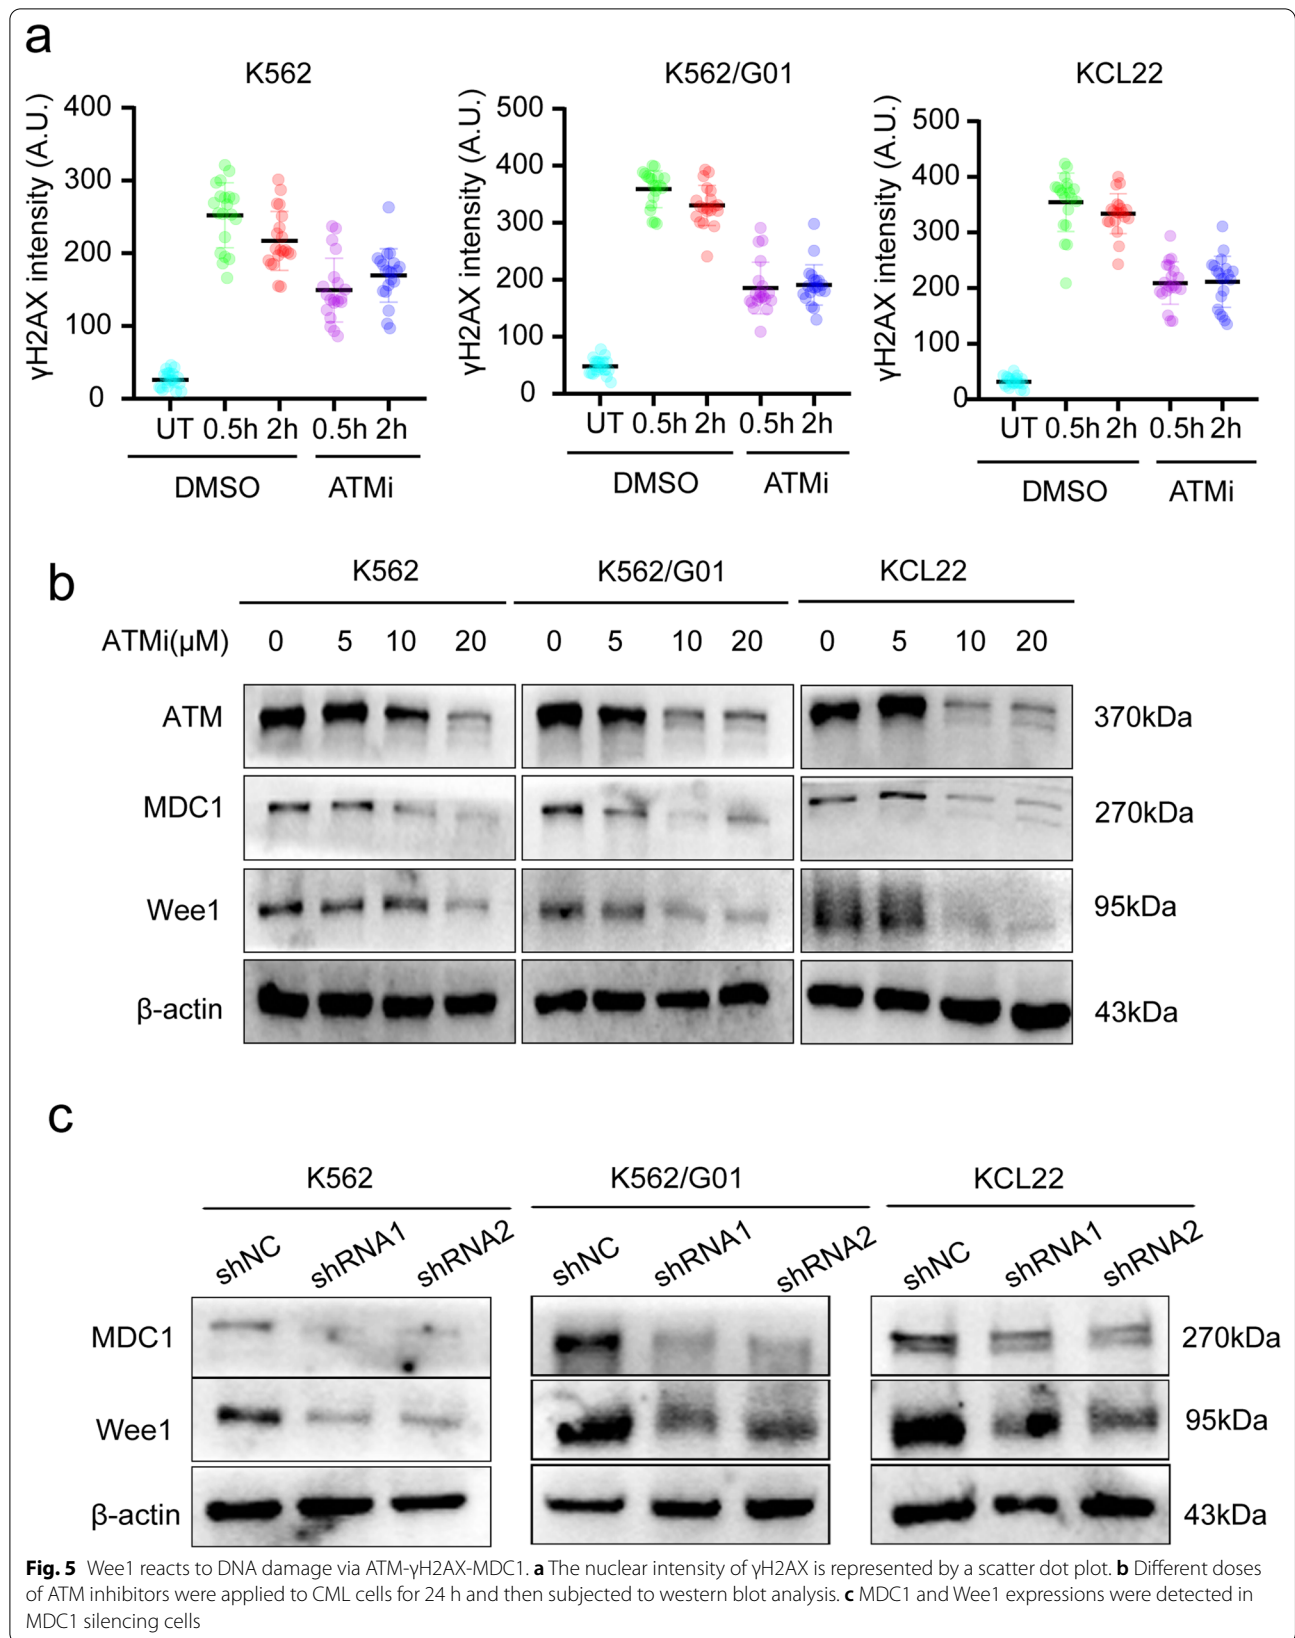 a
K562
K562/G01
KCL22
γH2AX intensity (A.U.)
400
300
200
100
0
γH2AX intensity (A.U.)
500
400
300
200
100
0
γH2AX intensity (A.U.)
500
400
300
200
100
0
UT 0.5h 2h 0.5h 2h
UT 0.5h 2h 0.5h 2h
UT 0.5h 2h 0.5h 2h
DMSO ATMi
DMSO ATMi
DMSO ATMi
b
K562 K562/G01 KCL22
ATMi(μM) 0 5 10 20 0 5 10 20 0 5 10 20
ATM 370kDa
MDC1 270kDa
Wee1 95kDa
β-actin 43kDa
c
K562 K562/G01 KCL22
shNC shRNA1 shRNA2 shNC shRNA1 shRNA2 shNC shRNA1 shRNA2
MDC1 270kDa
Wee1 95kDa
β-actin 43kDa
Fig. 5 Wee1 reacts to DNA damage via ATM-γH2AX-MDC1. a The nuclear intensity of γH2AX is represented by a scatter dot plot. b Different doses
of ATM inhibitors were applied to CML cells for 24 h and then subjected to western blot analysis. c MDC1 and Wee1 expressions were detected in
MDC1 silencing cells